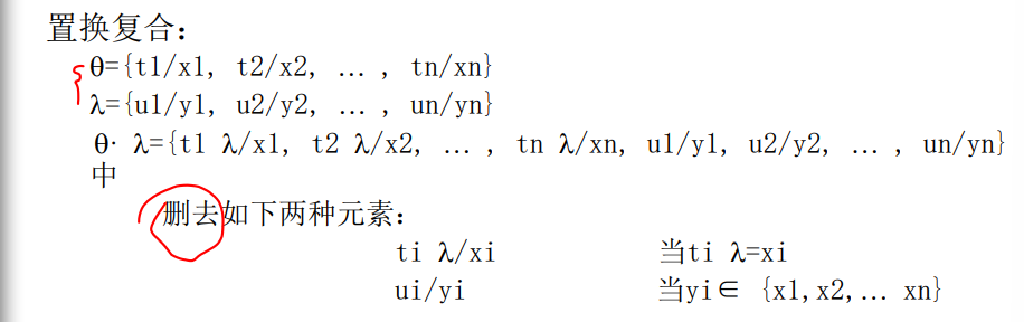 置换复合:
θ={t1/x1, t2/x2, ... , tn/xn}
λ={u1/y1, u2/y2, ... , un/yn}
θ· λ={t1 λ/x1, t2 λ/x2, ... , tn λ/xn, u1/y1, u2/y2, ... , un/yn}
中
删去如下两种元素:
ti λ/xi 当ti λ=xi
ui/yi 当yi∈ {x1,x2,... xn}